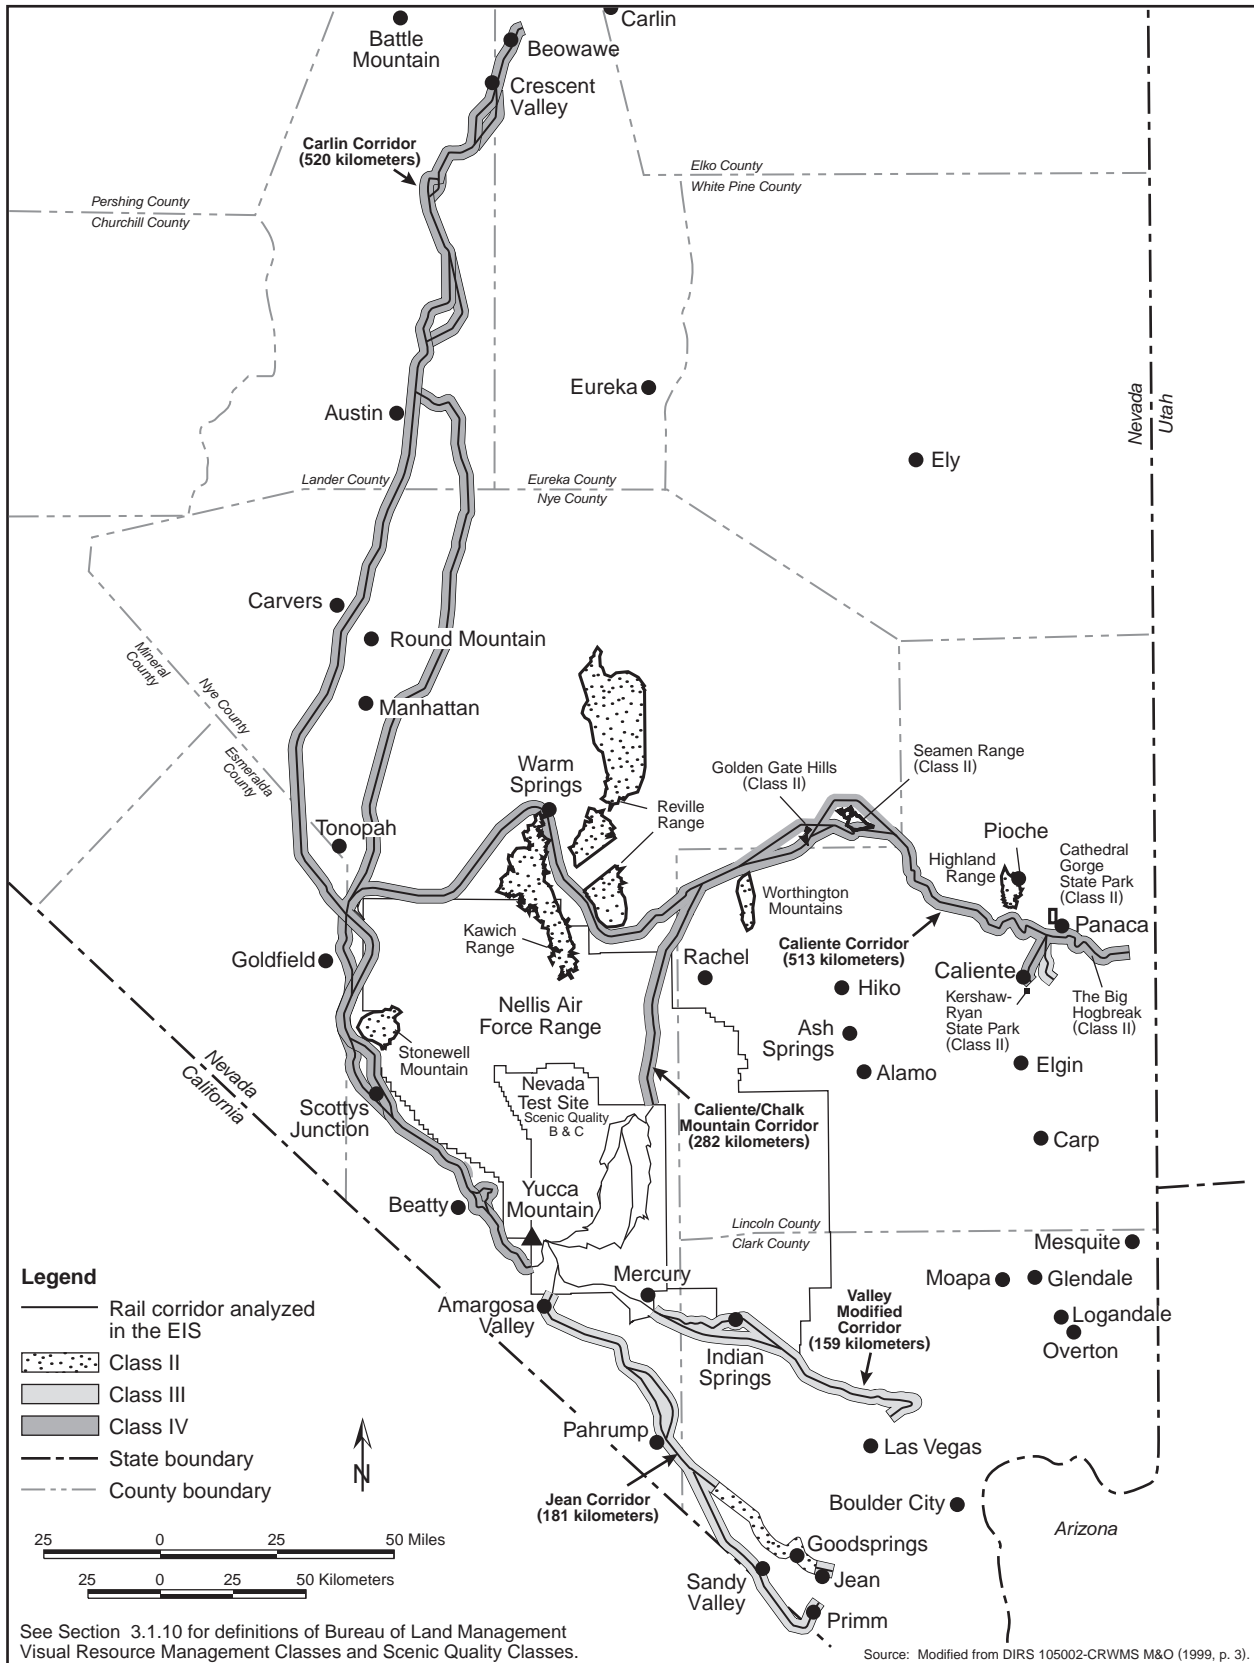 Battle
Mountain
Carlin
Beowawe
Crescent
Valley
Carlin Corridor
(520 kilometers)
Elko County
White Pine County
Pershing County
Churchill County
Eureka
Austin
Nevada
Utah
Ely
Lander County
Eureka County
Nye County
Carvers
Round Mountain
Mineral
County
Nye County
Esmeralda
County
Manhattan
Warm
Springs
Golden Gate Hills
(Class II)
Seamen Range
(Class II)
Reville
Range
Tonopah
Pioche
Highland
Range
Cathedral
Gorge
State Park
(Class II)
Worthington
Mountains
Kawich
Range
Panaca
Caliente Corridor
(513 kilometers)
Goldfield
Rachel
Hiko
Caliente
Nellis Air
Force Range
Kershaw-
Ryan
State Park
(Class II)
The Big
Hogbreak
(Class II)
Ash
Springs
Stonewell
Mountain
Elgin
Alamo
Nevada
California
Nevada
Test Site
Scenic Quality
B & C
Scottys
Junction
Caliente/Chalk
Mountain Corridor
(282 kilometers)
Carp
Yucca
Mountain
Beatty
Lincoln County
Clark County
Mesquite
Mercury
Moapa
Glendale
Legend
Rail corridor analyzed
in the EIS
Class II
Class III
Class IV
State boundary
County boundary
Amargosa
Valley
Valley
Modified
Corridor
(159 kilometers)
Logandale
Overton
Indian
Springs
Pahrump
Las Vegas
N
Jean Corridor
(181 kilometers)
Boulder City
Arizona
25 0 25 50 Miles
25 0 25 50 Kilometers
Goodsprings
Jean
Sandy
Valley
Primm
See Section 3.1.10 for definitions of Bureau of Land Management
Visual Resource Management Classes and Scenic Quality Classes.
Source: Modified from DIRS 105002-CRWMS M&O (1999, p. 3).